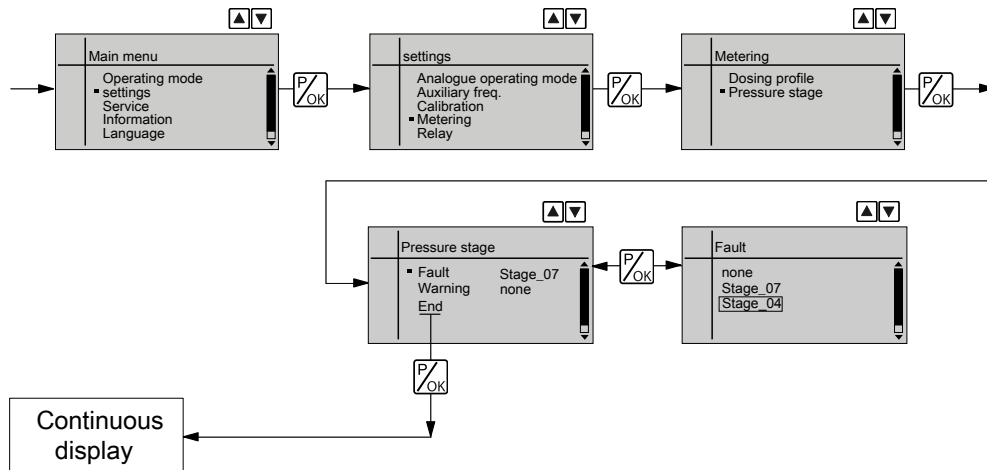 Main menu
Operating mode
settings
Service
Information
Language
P/OK
settings
Analogue operating mode
Auxiliary freq.
Calibration
Metering
Relay
P/OK
Metering
Dosing profile
Pressure stage
P/OK
Pressure stage
Fault Stage_07
Warning none
End
P/OK
Fault
none
Stage_07
Stage_04
P/OK
Continuous
display